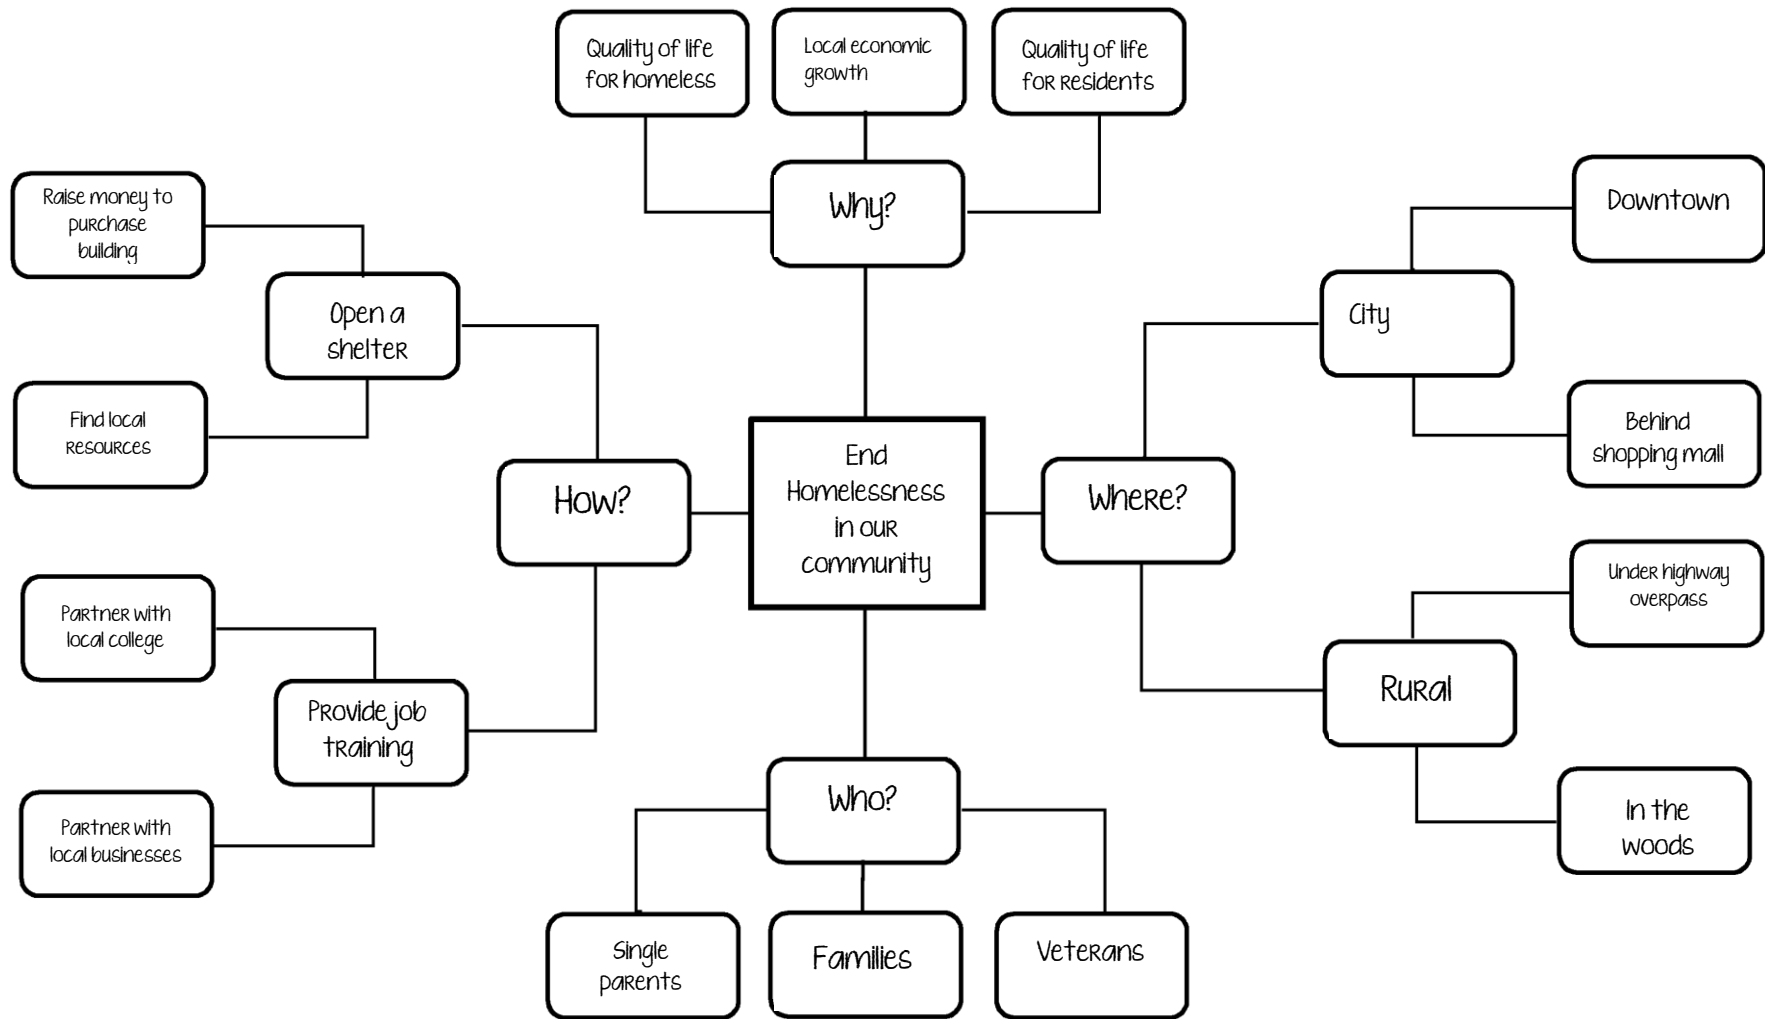 Quality of life
for homeless
Local economic
growth
Quality of life
for residents
Why?
Raise money to
purchase
building
Open a
shelter
Find local
resources
How?
Partner with
local college
Provide job
training
Partner with
local businesses
End
Homelessness
in our
community
Where?
City
Downtown
Behind
shopping mall
Rural
Under highway
overpass
In the
woods
Who?
Single
parents
Families
Veterans